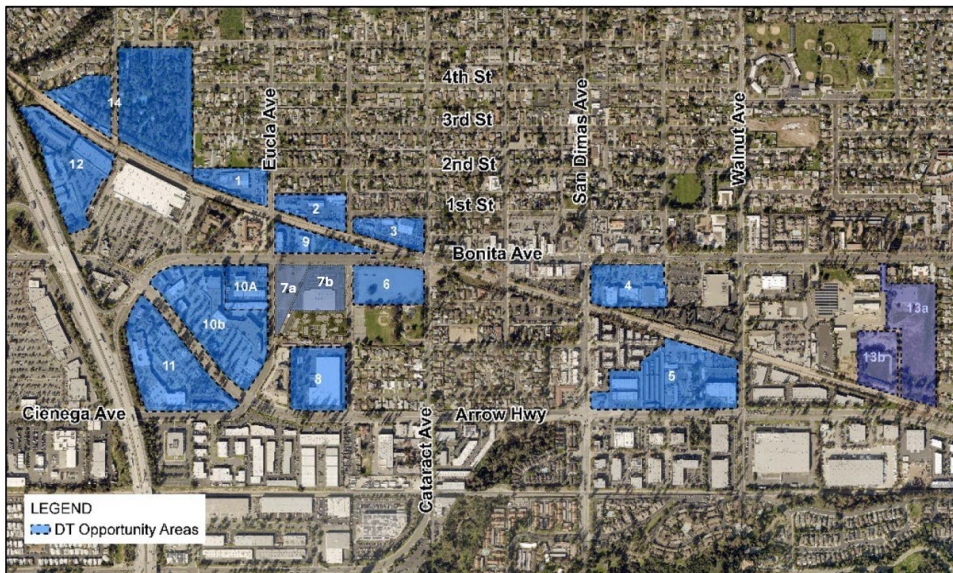 4th St
3rd St
2nd St
1st St
Eucla Ave
San Dimas Ave
Walnut Ave
Bonita Ave
14
12
1
2
3
9
10A
7a
7b
6
4
13a
10b
11
8
5
13b
Cienega Ave
Arrow Hwy
Cataract Ave
LEGEND
DT Opportunity Areas